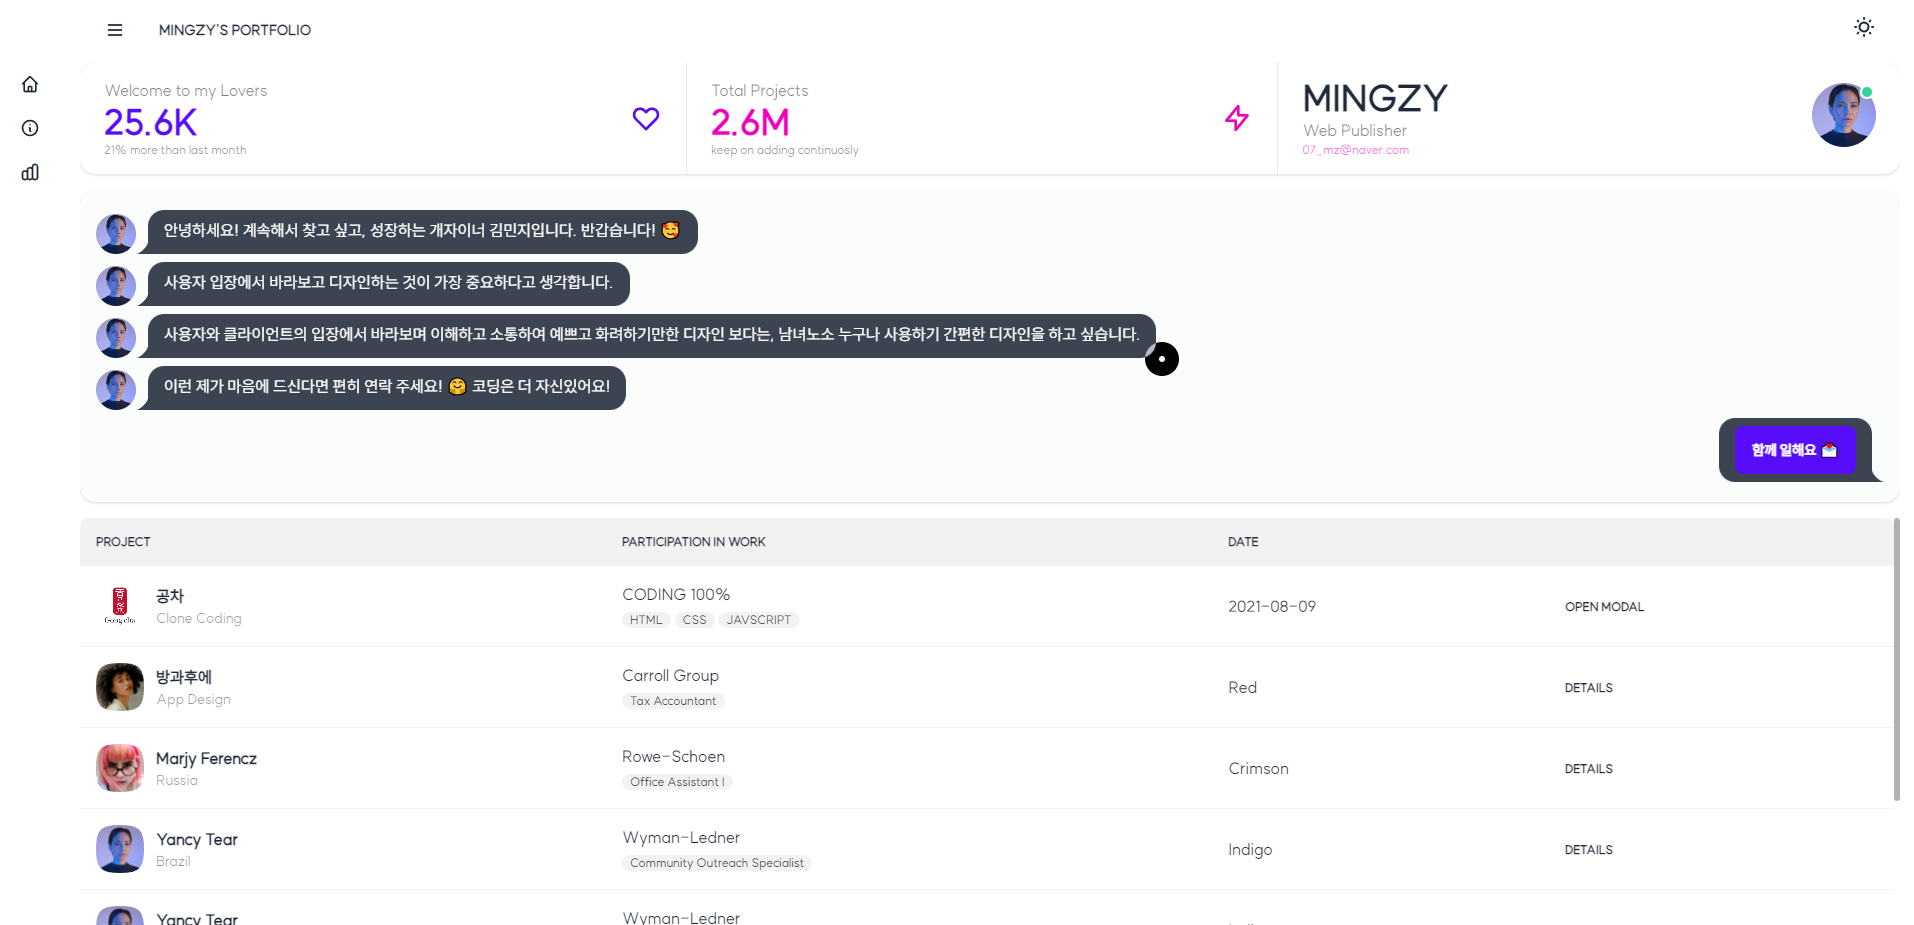 MINGZY'S PORTFOLIO
Welcome to my Lovers
25.6K
21% more than last month
Total Projects
2.6M
keep on adding continuosly
MINGZY
Web Publisher
07_mz@naver.com
안녕하세요! 계속해서 찾고 싶고, 성장하는 개자이너 김민지입니다. 반갑습니다! 🥰
사용자 입장에서 바라보고 디자인하는 것이 가장 중요하다고 생각합니다.
사용자와 클라이언트의 입장에서 바라보며 이해하고 소통하여 예쁘고 화려하기만한 디자인 보다는, 남녀노소 누구나 사용하기 간편한 디자인을 하고 싶습니다.
이런 제가 마음에 드신다면 편히 연락 주세요! 🤗 코딩은 더 자신있어요!
함께 일해요 💌
PROJECT PARTICIPATION IN WORK DATE
공차
Clone Coding
Gong cha
CODING 100%
HTML CSS JAVSCRIPT
2021-08-09
OPEN MODAL
방과후에
App Design
Carroll Group
Tax Accountant
Red
DETAILS
Marjy Ferencz
Russia
Rowe-Schoen
Office Assistant I
Crimson
DETAILS
Yancy Tear
Brazil
Wyman-Ledner
Community Outreach Specialist
Indigo
DETAILS
Yancy Tear
Wyman-Ledner